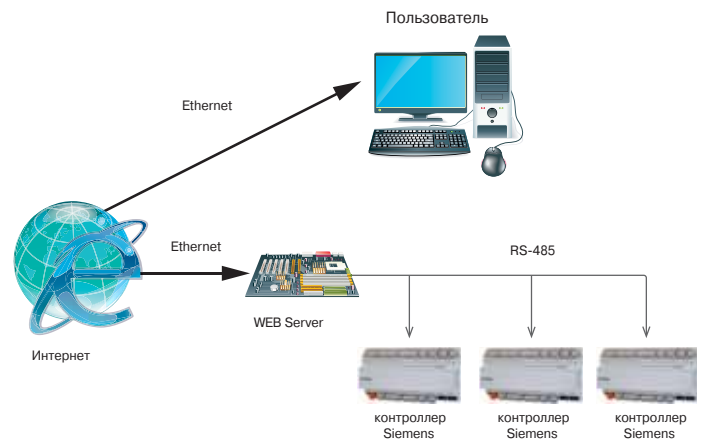 Пользователь
Ethernet
Ethernet
RS-485
WEB Server
Интернет
контроллер
Siemens
контроллер
Siemens
контроллер
Siemens